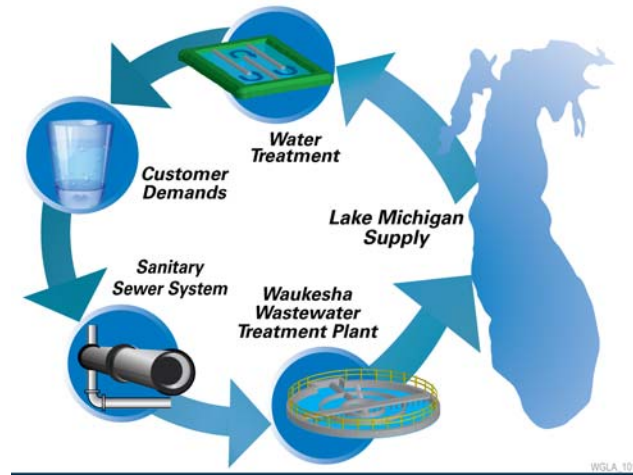 Water
Treatment
Customer
Demands
Lake Michigan
Supply
Sanitary
Sewer System
Waukesha
Wastewater
Treatment Plant
WGLA_10